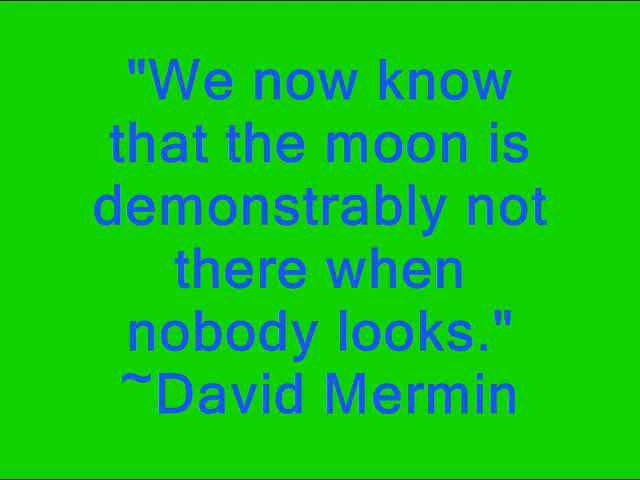 "We now know
that the moon is
demonstrably not
there when
nobody looks."
~David Mermin